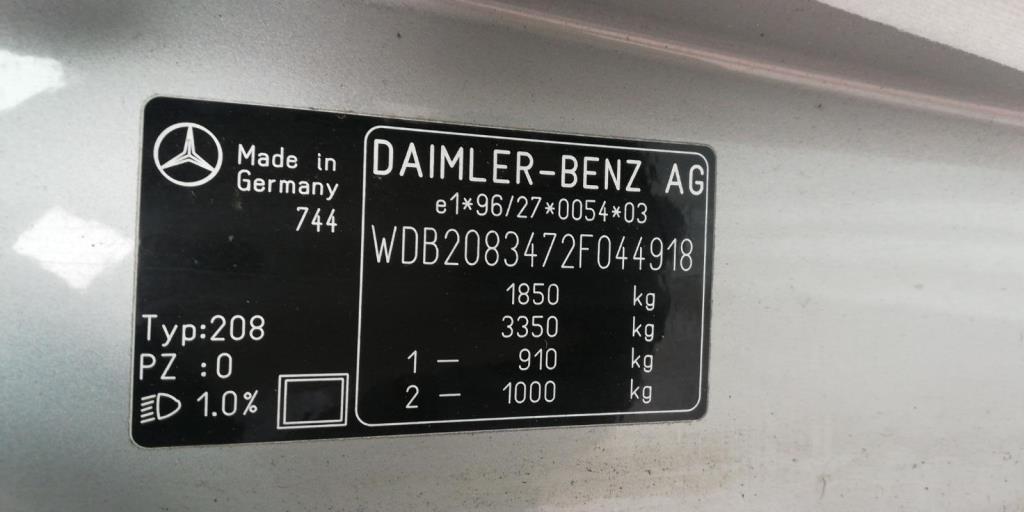 Made in
Germany
744
Typ:208
PZ :0
1.0%
DAIMLER-BENZ AG
e1*96/27*0054*03
WDB2083472F044918
1850 kg
3350 kg
1 — 910 kg
2 — 1000 kg